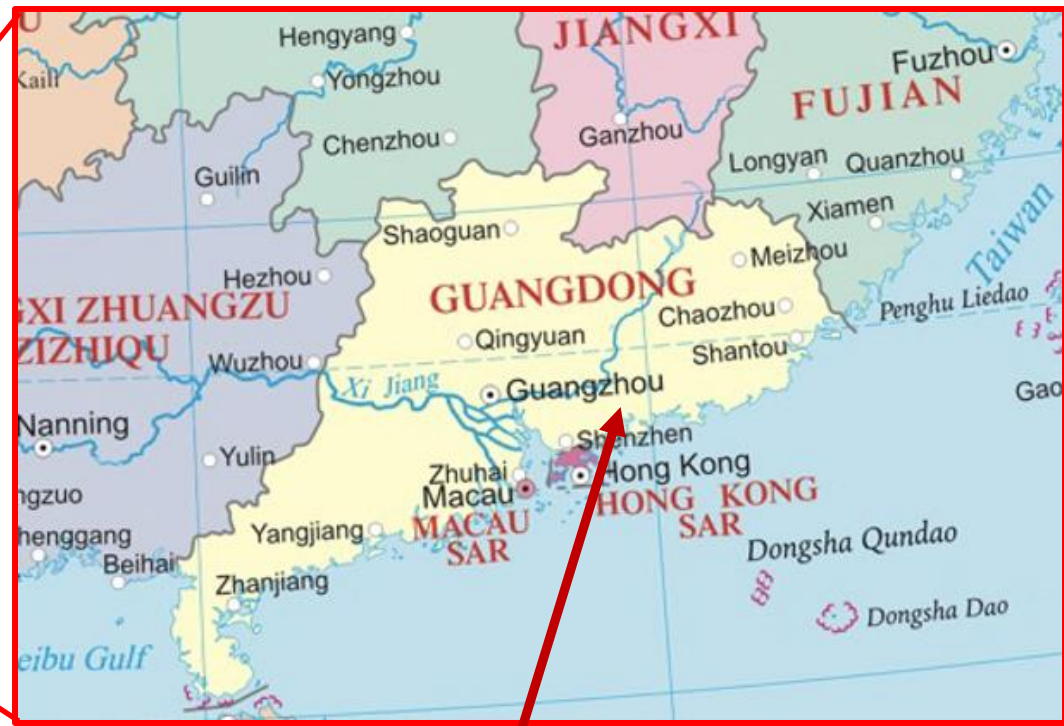 U
JIANGXI
Hengyang
Fuzhou
Kaili
Yongzhou
FUJIAN
Chenzhou
Ganzhou
Longyan
Quanzhou
Guilin
Xiamen
Shaoguan
Taiwan
Meizhou
Hezhou
GUANGDONG
GXI ZHUANGZU
ZIZHIQU
Chaozhou
Penghu Liedao
Qingyuan
Shantou
Wuzhou
Xi Jiang
Guangzhou
Gao
Nanning
Shenzhen
Yulin
Zhuhai
Hong Kong
ngzuo
Macau
HONG KONG
SAR
MACAU
SAR
Yangjiang
henggang
Beihai
Dongsha Qundao
Zhanjiang
Dongsha Dao
eibu Gulf